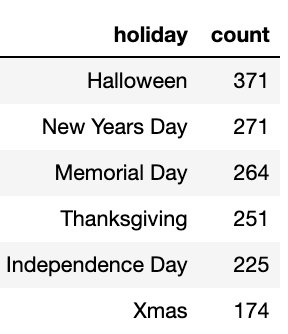 holiday count
Halloween 371
New Years Day 271
Memorial Day 264
Thanksgiving 251
Independence Day 225
Xmas 174